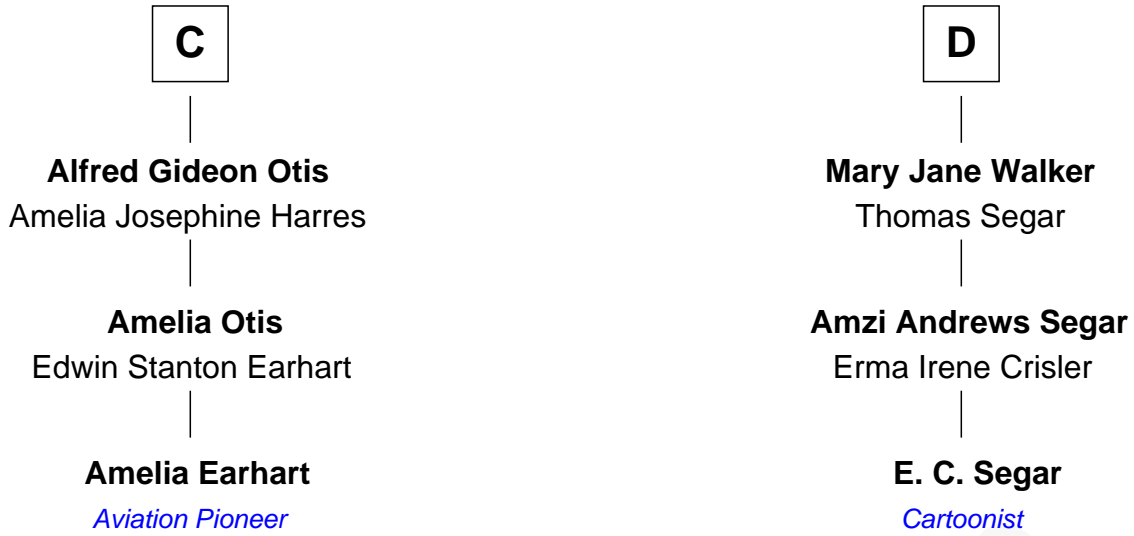 C
Alfred Gideon Otis
Amelia Josephine Harres
Amelia Otis
Edwin Stanton Earhart
Amelia Earhart
Aviation Pioneer
D
Mary Jane Walker
Thomas Segar
Amzi Andrews Segar
Erma Irene Crisler
E. C. Segar
Cartoonist